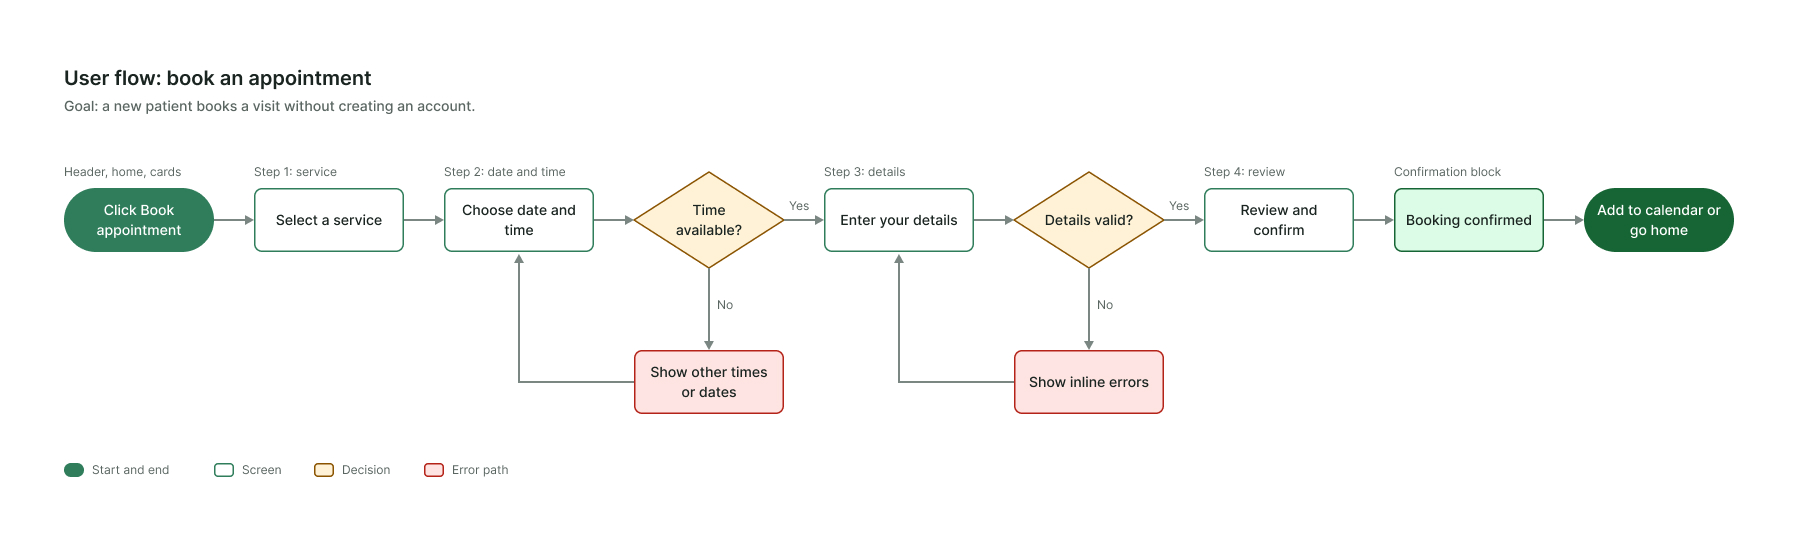 User flow: book an appointment
Goal: a new patient books a visit without creating an account.
Header, home, cards
Click Book
appointment
Step 1: service
Select a service
Step 2: date and time
Choose date and
time
Time
available?
Yes
No
Show other times
or dates
Step 3: details
Enter your details
Details valid?
Yes
No
Show inline errors
Step 4: review
Review and
confirm
Confirmation block
Booking confirmed
Add to calendar or
go home
Start and end
Screen
Decision
Error path